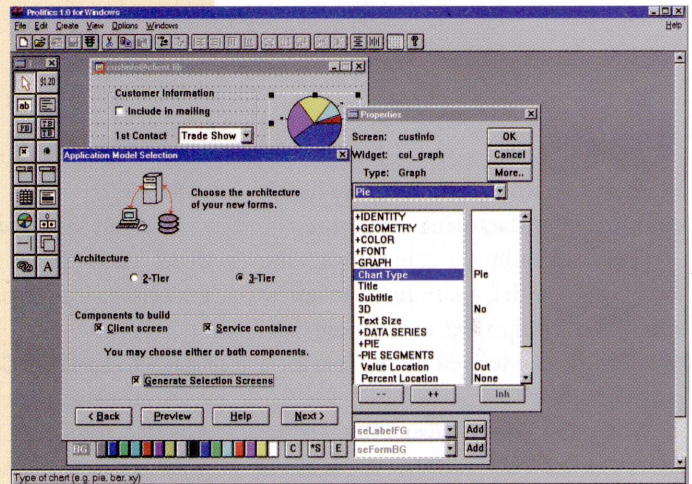 Prolifics 1.0 for Windows
File Edit Create View Options Windows Help
custinfo@client.lib
Customer Information
Include in mailing
1st Contact Trade Show
$1.20
ab
PB
TB
TB
A
Application Model Selection
Choose the architecture
of your new forms.
Architecture
2-Tier 3-Tier
Components to build
Client screen Service container
You may choose either or both components.
Generate Selection Screens
< Back Preview Help Next >
Properties
Screen: custinfo OK
Widget: col_graph Cancel
Type: Graph More..
Pie
+IDENTITY
+GEOMETRY
+COLOR
+FONT
-GRAPH
Chart Type Pie
Title
Subtitle
3D No
Text Size
+DATA SERIES
+PIE
-PIE SEGMENTS
Value Location Out
Percent Location None
-- ++ Inh
seLabelFG Add
BG C *S E seFormBG Add
Type of chart (e.g. pie, bar, xy)